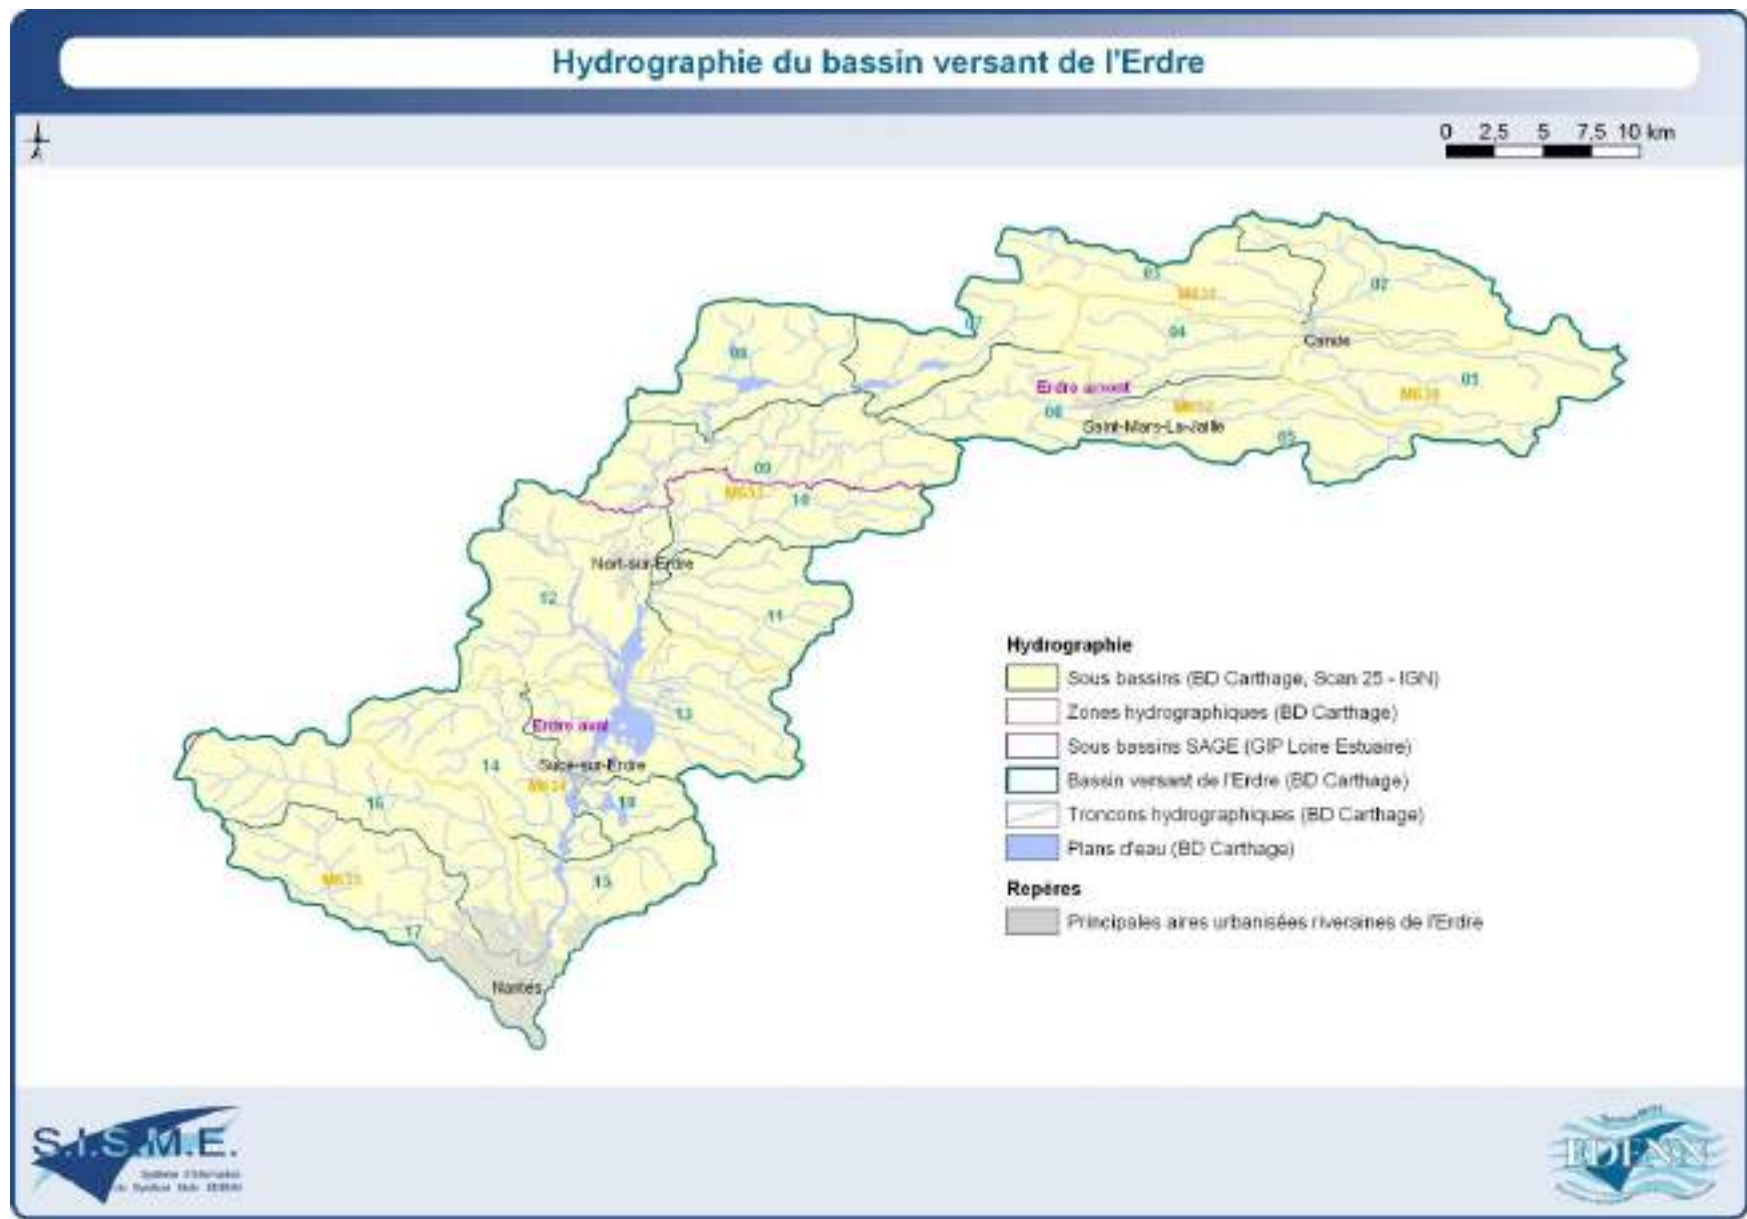 Hydrographie du bassin versant de l'Erdre
0 2,5 5 7,5 10 km
02
03
07
04
Candé
08
01
Erdre amont
06
Saint-Mars-La-Jaille
05
09
10
Nort-sur-Erdre
12
11
13
Erdre aval
14
Sucé-sur-Erdre
16
18
15
17
Nantes
Hydrographie
Sous bassins (BD Carthage, Scan 25 - IGN)
Zones hydrographiques (BD Carthage)
Sous bassins SAGE (GIP Loire Estuaire)
Bassin versant de l'Erdre (BD Carthage)
Troncons hydrographiques (BD Carthage)
Plans d'eau (BD Carthage)
Repères
Principales aires urbanisées riveraines de l'Erdre
S.I.S.M.E.
EDENN